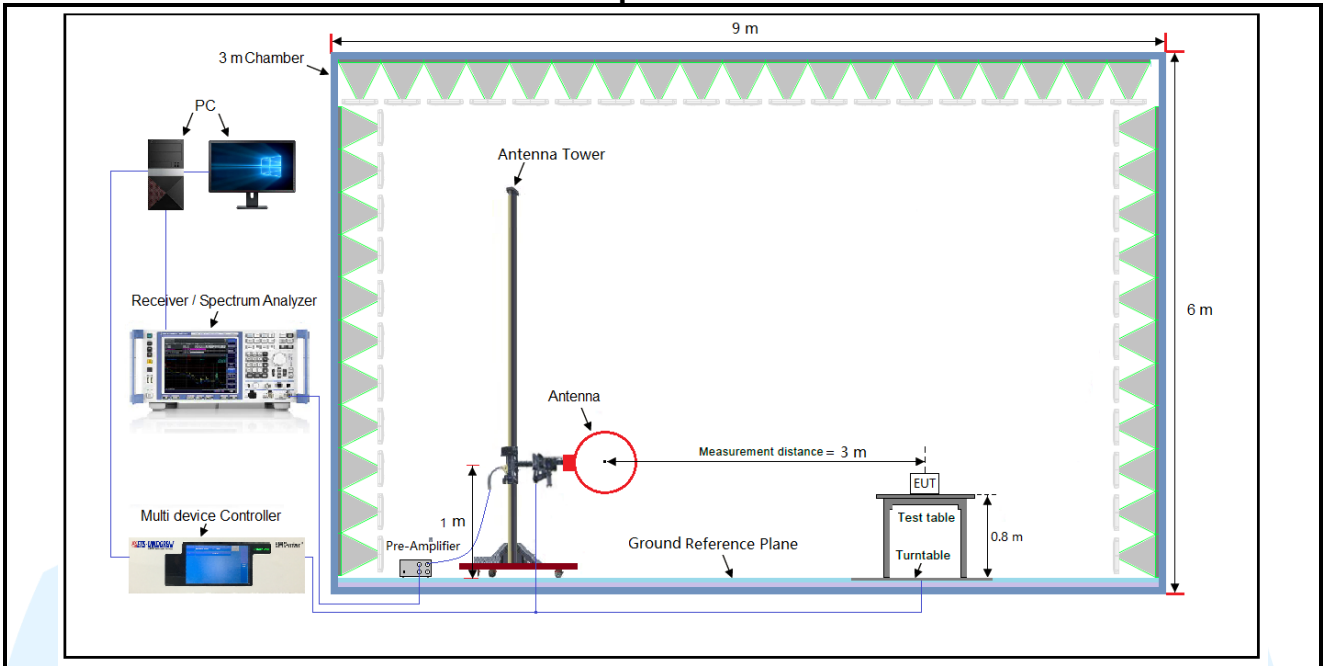 9 m
3 m Chamber
PC
Antenna Tower
Receiver / Spectrum Analyzer
6 m
Antenna
Measurement distance = 3 m
EUT
Multi device Controller
1 m
Test table
0.8 m
Pre-Amplifier
Ground Reference Plane
Turntable